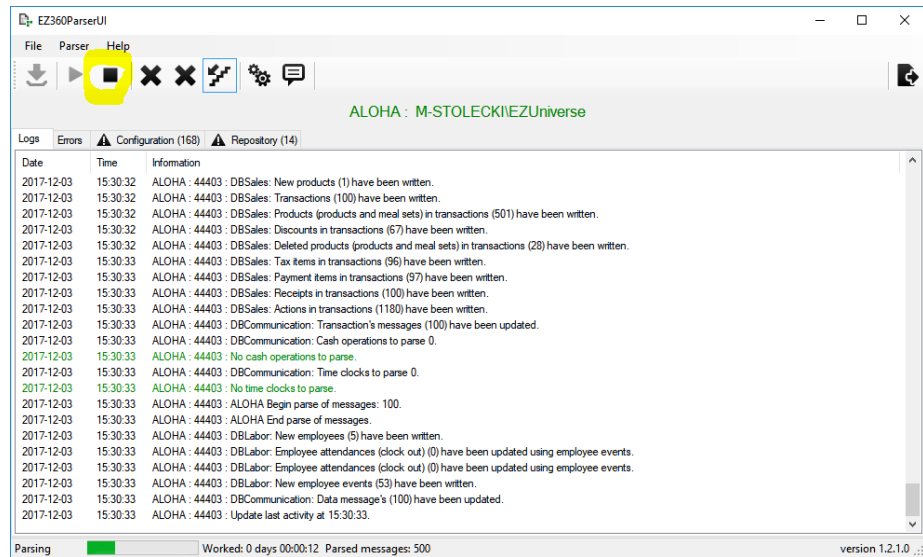 EZ360ParserUI
File Parser Help
ALOHA : M-STOLECKI\EZUniverse
Logs Errors Configuration (168) Repository (14)
Date Time Information
2017-12-03 15:30:32 ALOHA : 44403 : DBSales: New products (1) have been written.
2017-12-03 15:30:32 ALOHA : 44403 : DBSales: Transactions (100) have been written.
2017-12-03 15:30:32 ALOHA : 44403 : DBSales: Products (products and meal sets) in transactions (501) have been written.
2017-12-03 15:30:32 ALOHA : 44403 : DBSales: Discounts in transactions (67) have been written.
2017-12-03 15:30:32 ALOHA : 44403 : DBSales: Deleted products (products and meal sets) in transactions (28) have been written.
2017-12-03 15:30:33 ALOHA : 44403 : DBSales: Tax items in transactions (96) have been written.
2017-12-03 15:30:33 ALOHA : 44403 : DBSales: Payment items in transactions (97) have been written.
2017-12-03 15:30:33 ALOHA : 44403 : DBSales: Receipts in transactions (100) have been written.
2017-12-03 15:30:33 ALOHA : 44403 : DBSales: Actions in transactions (1180) have been written.
2017-12-03 15:30:33 ALOHA : 44403 : DBCommunication: Transaction's messages (100) have been updated.
2017-12-03 15:30:33 ALOHA : 44403 : DBCommunication: Cash operations to parse 0.
2017-12-03 15:30:33 ALOHA : 44403 : No cash operations to parse.
2017-12-03 15:30:33 ALOHA : 44403 : DBCommunication: Time clocks to parse 0.
2017-12-03 15:30:33 ALOHA : 44403 : No time clocks to parse.
2017-12-03 15:30:33 ALOHA : 44403 : ALOHA Begin parse of messages: 100.
2017-12-03 15:30:33 ALOHA : 44403 : ALOHA End parse of messages.
2017-12-03 15:30:33 ALOHA : 44403 : DBLabor: New employees (5) have been written.
2017-12-03 15:30:33 ALOHA : 44403 : DBLabor: Employee attendances (clock out) (0) have been updated using employee events.
2017-12-03 15:30:33 ALOHA : 44403 : DBLabor: Employee attendances (clock out) (0) have been updated using employee events.
2017-12-03 15:30:33 ALOHA : 44403 : DBLabor: New employee events (53) have been written.
2017-12-03 15:30:33 ALOHA : 44403 : DBCommunication: Data message's (100) have been updated.
2017-12-03 15:30:33 ALOHA : 44403 : Update last activity at 15:30:33.
Parsing Worked: 0 days 00:00:12 Parsed messages: 500 version 1.2.1.0